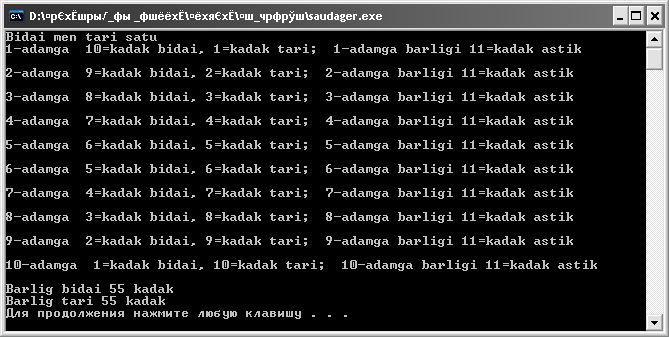 D:\¤рЄхЁшры/_фы _фшёёхЁ\¤ёхяЄхЁ\¤ш_чрфрўш\saudager.exe
Bidai men tari satu
1-adamga 10=kadak bidai, 1=kadak tari; 1-adamga barligi 11=kadak astik
2-adamga 9=kadak bidai, 2=kadak tari; 2-adamga barligi 11=kadak astik
3-adamga 8=kadak bidai, 3=kadak tari; 3-adamga barligi 11=kadak astik
4-adamga 7=kadak bidai, 4=kadak tari; 4-adamga barligi 11=kadak astik
5-adamga 6=kadak bidai, 5=kadak tari; 5-adamga barligi 11=kadak astik
6-adamga 5=kadak bidai, 6=kadak tari; 6-adamga barligi 11=kadak astik
7-adamga 4=kadak bidai, 7=kadak tari; 7-adamga barligi 11=kadak astik
8-adamga 3=kadak bidai, 8=kadak tari; 8-adamga barligi 11=kadak astik
9-adamga 2=kadak bidai, 9=kadak tari; 9-adamga barligi 11=kadak astik
10-adamga 1=kadak bidai, 10=kadak tari; 10-adamga barligi 11=kadak astik
Barlig bidai 55 kadak
Barlig tari 55 kadak
Для продолжения нажмите любую клавишу . . .